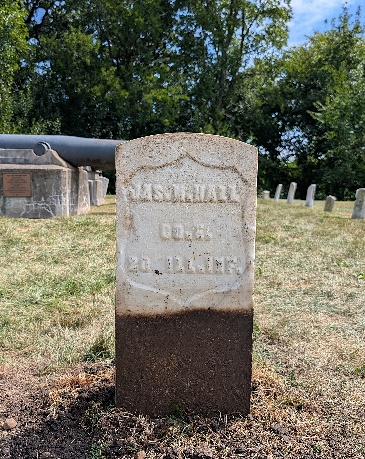 JAS. M. HALL
CO. H.
20. ILL. INF.